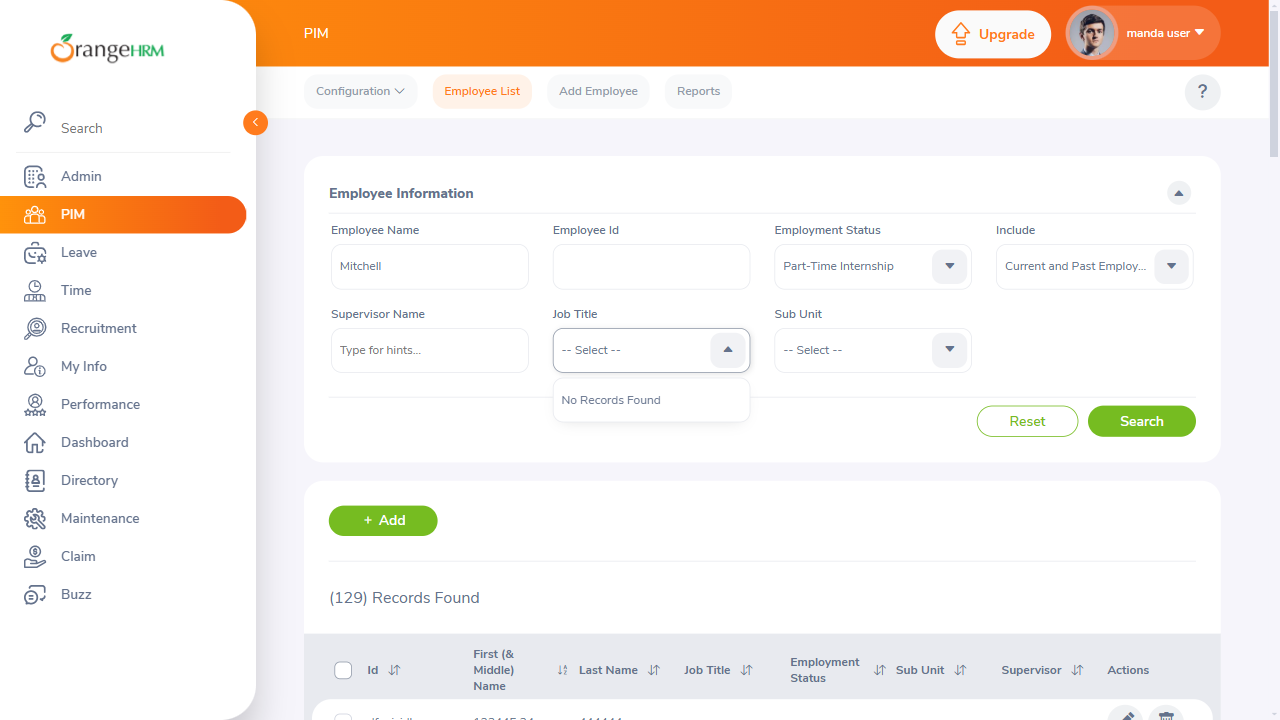 OrangeHRM
Search
Admin
PIM
Leave
Time
Recruitment
My Info
Performance
Dashboard
Directory
Maintenance
Claim
Buzz
PIM
Upgrade
manda user
Configuration
Employee List
Add Employee
Reports
?
Employee Information
Employee Name
Employee Id
Employment Status
Include
Mitchell
Part-Time Internship
Current and Past Employ...
Supervisor Name
Job Title
Sub Unit
Type for hints...
-- Select --
-- Select --
No Records Found
Reset
Search
+ Add
(129) Records Found
Id
First (&
Middle)
Name
Last Name
Job Title
Employment
Status
Sub Unit
Supervisor
Actions